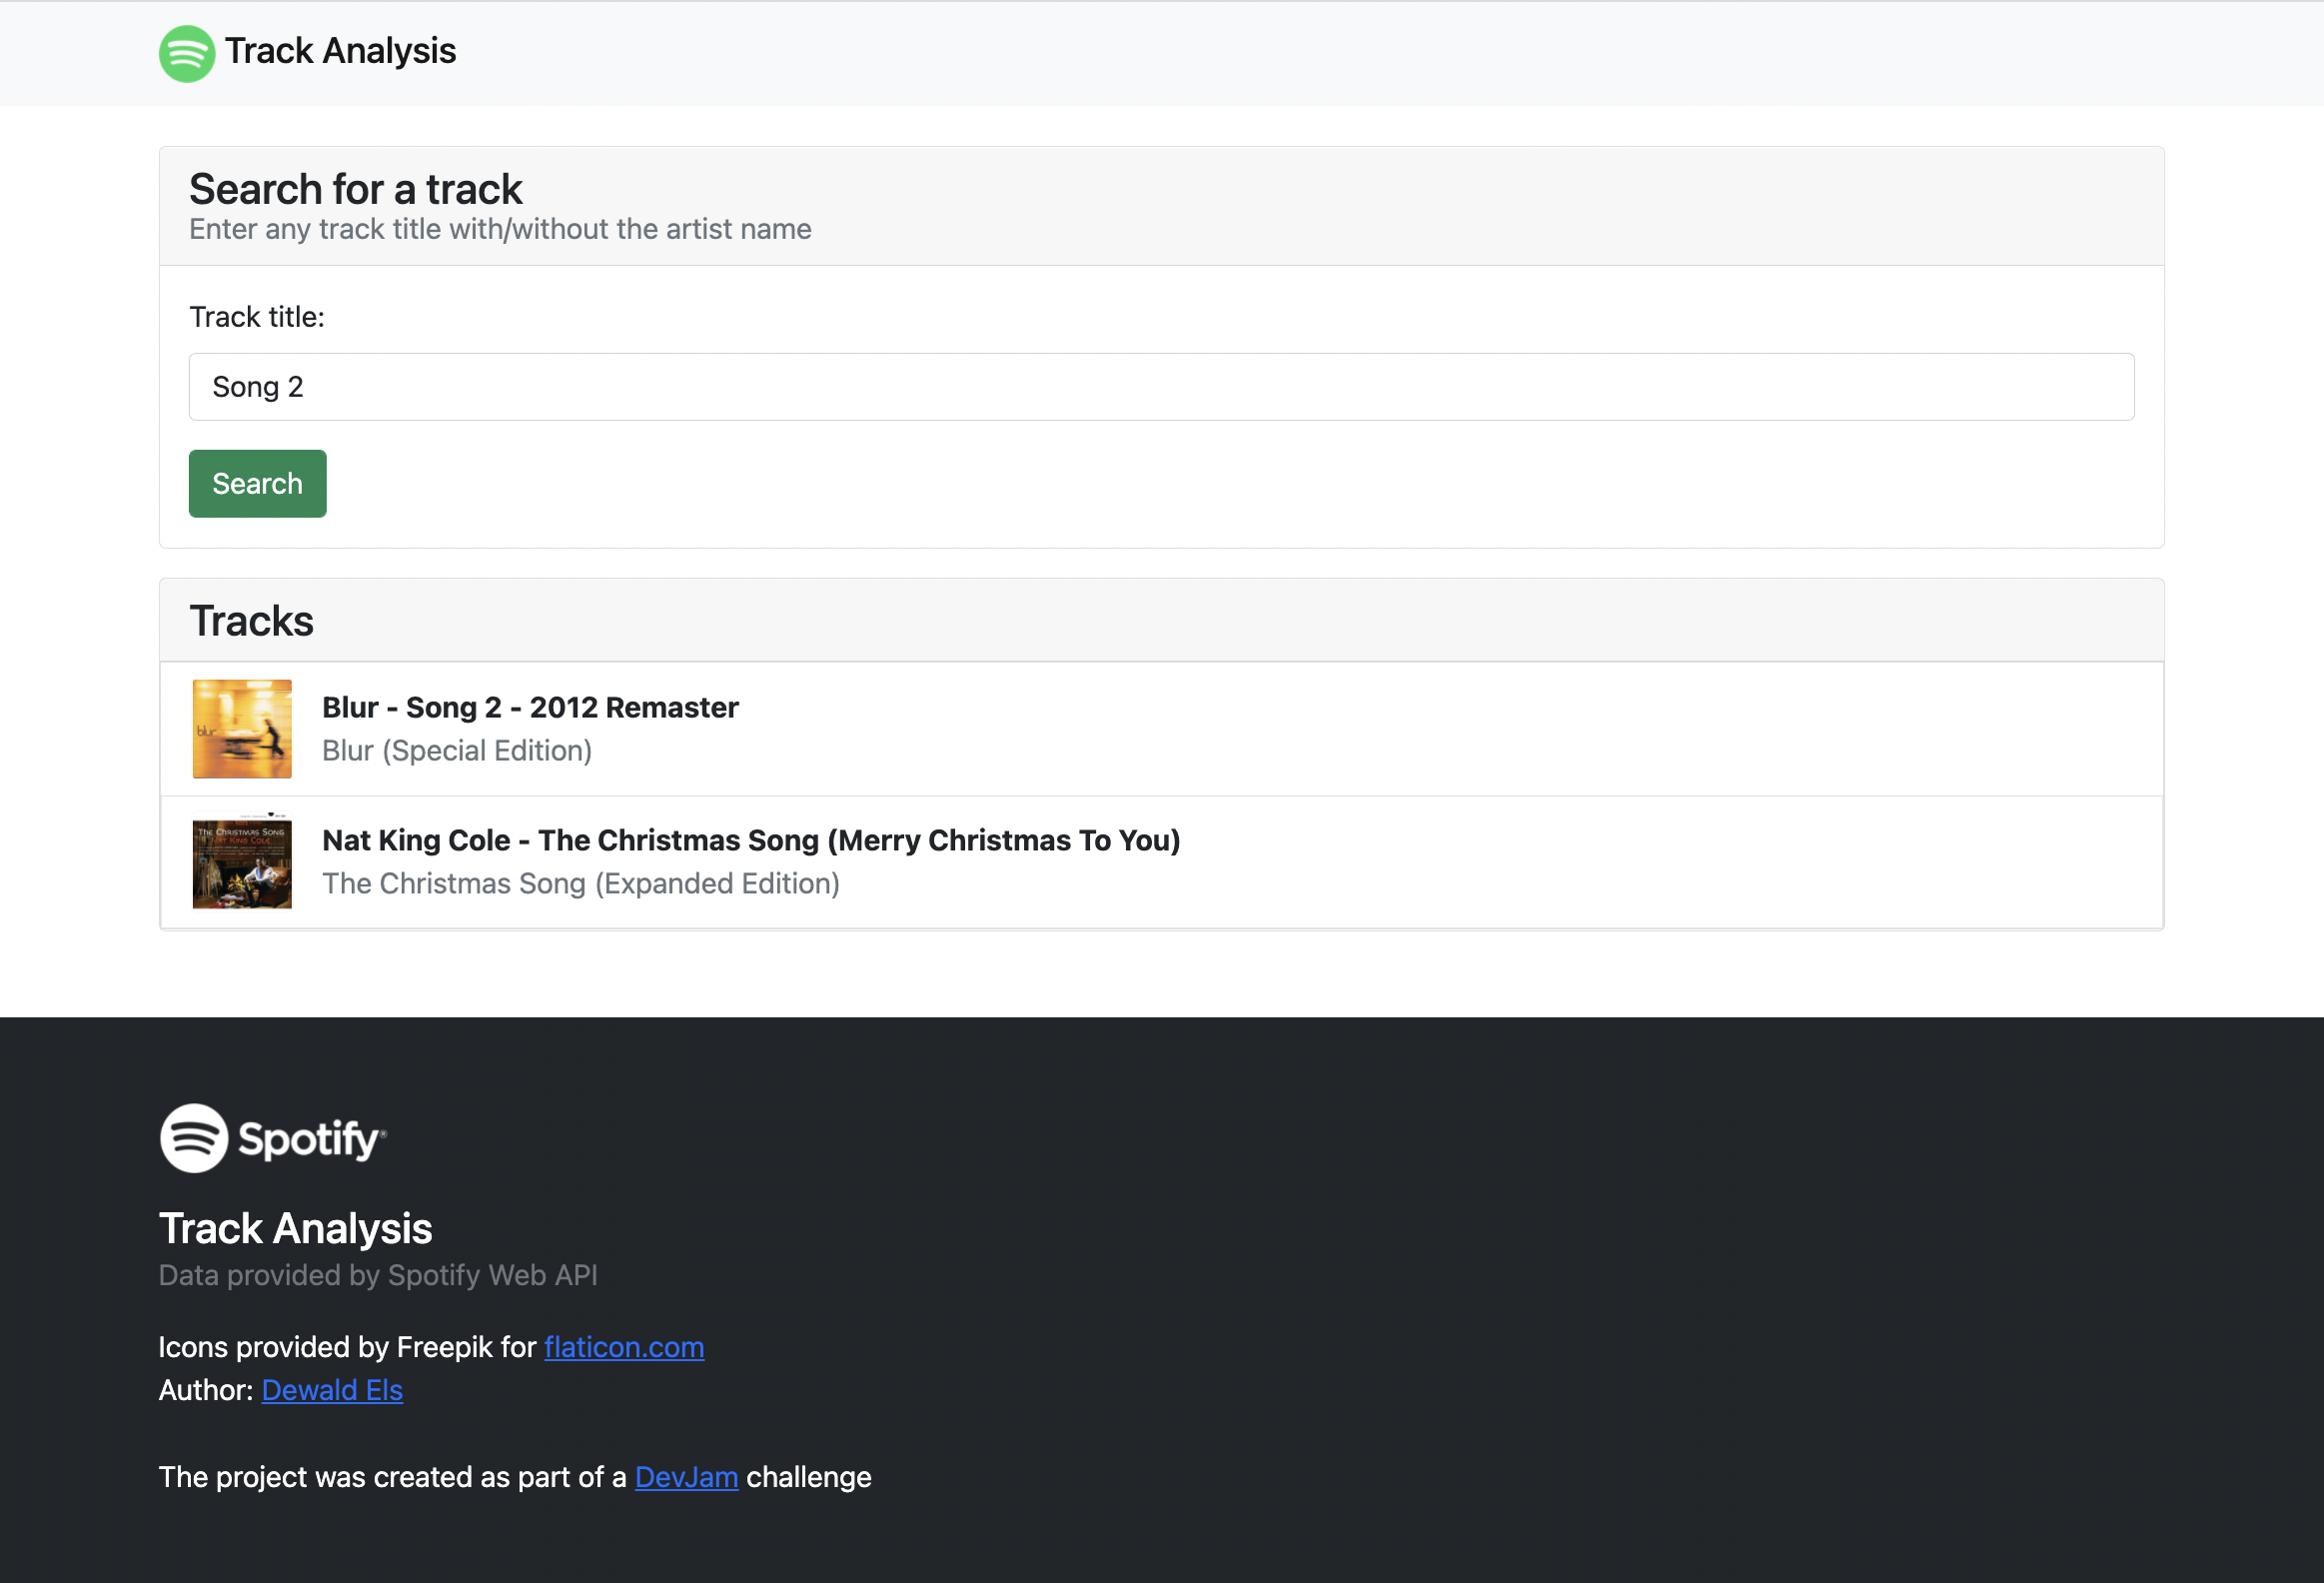 Track Analysis
Search for a track
Enter any track title with/without the artist name
Track title:
Song 2
Search
Tracks
blur
Blur - Song 2 - 2012 Remaster
Blur (Special Edition)
THE CHRISTMAS SONG
NAT KING COLE
Nat King Cole - The Christmas Song (Merry Christmas To You)
The Christmas Song (Expanded Edition)
Spotify®
Track Analysis
Data provided by Spotify Web API
Icons provided by Freepik for flaticon.com
Author: Dewald Els
The project was created as part of a DevJam challenge